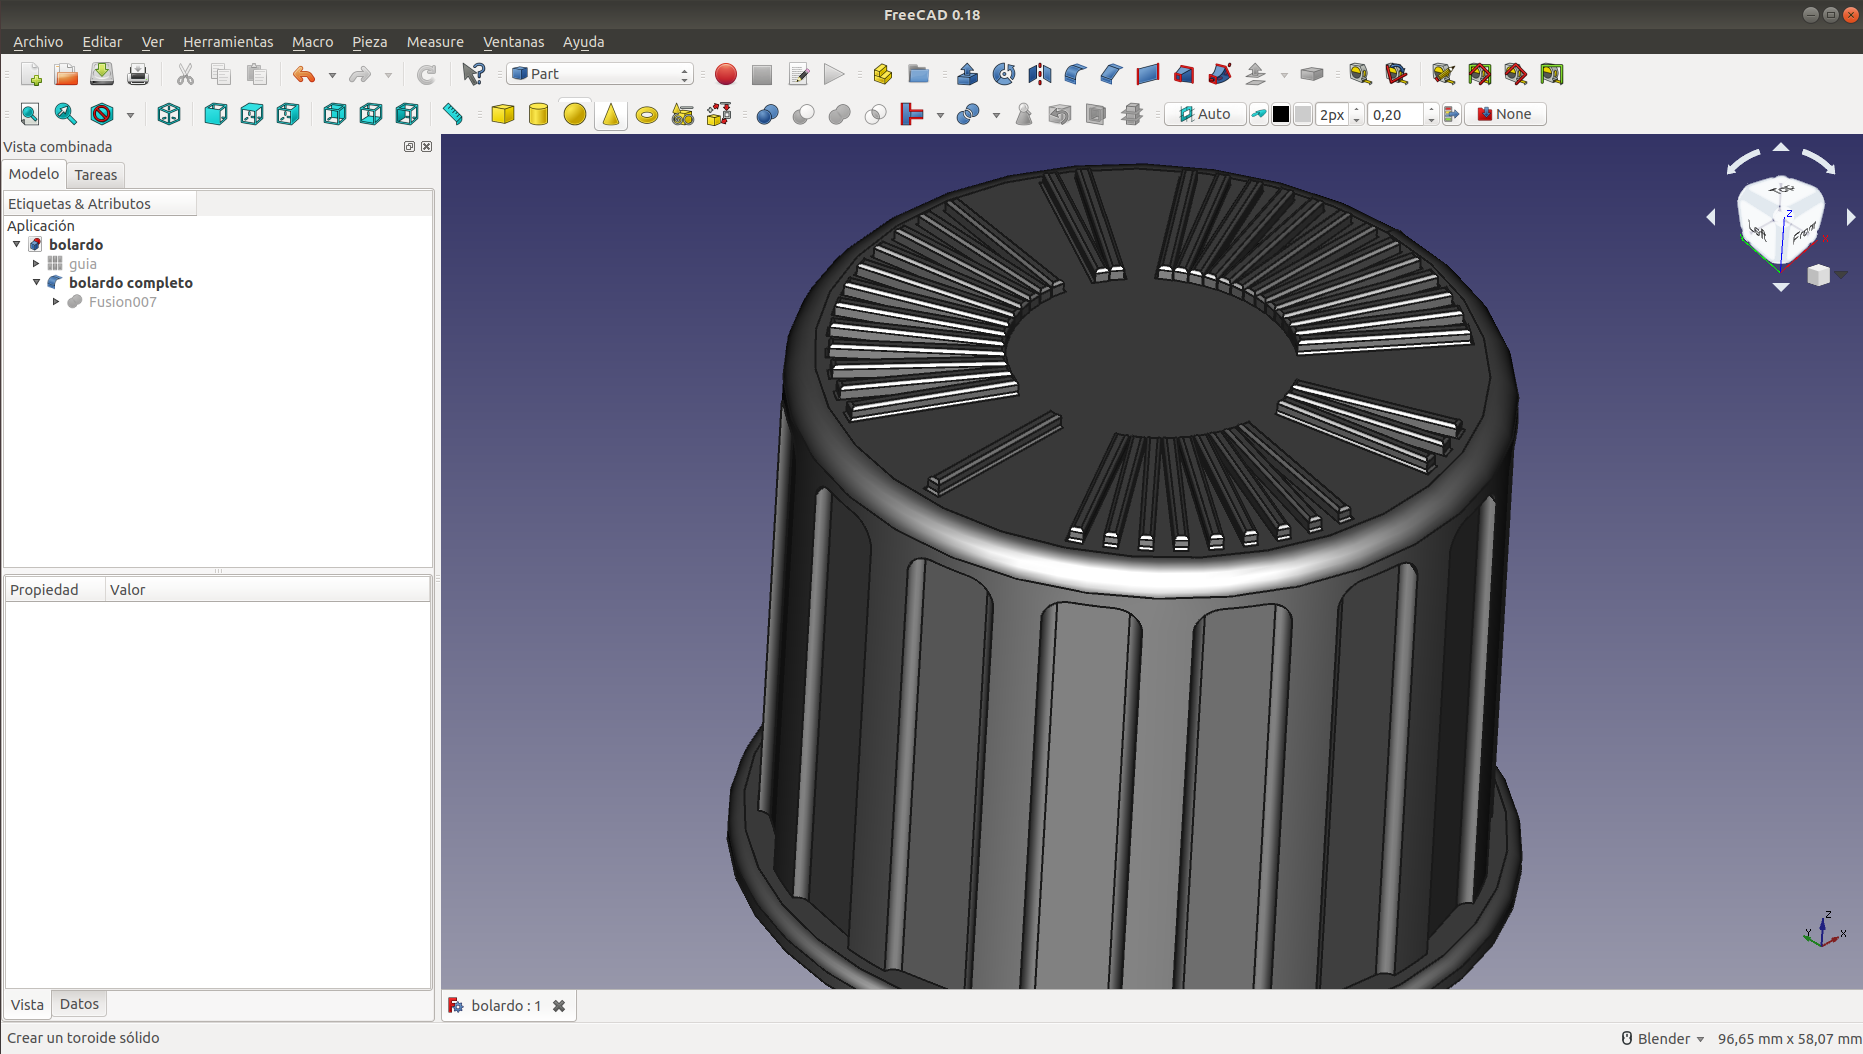 FreeCAD 0.18
Archivo Editar Ver Herramientas Macro Pieza Measure Ventanas Ayuda
Part
Auto 2px 0,20 None
Vista combinada
Modelo Tareas
Etiquetas & Atributos
Aplicación
bolardo
guia
bolardo completo
Fusion007
Top
Z
Left Front
Propiedad Valor
Z
Y X
Vista Datos
bolardo : 1
Crear un toroide sólido
Blender 96,65 mm x 58,07 mm